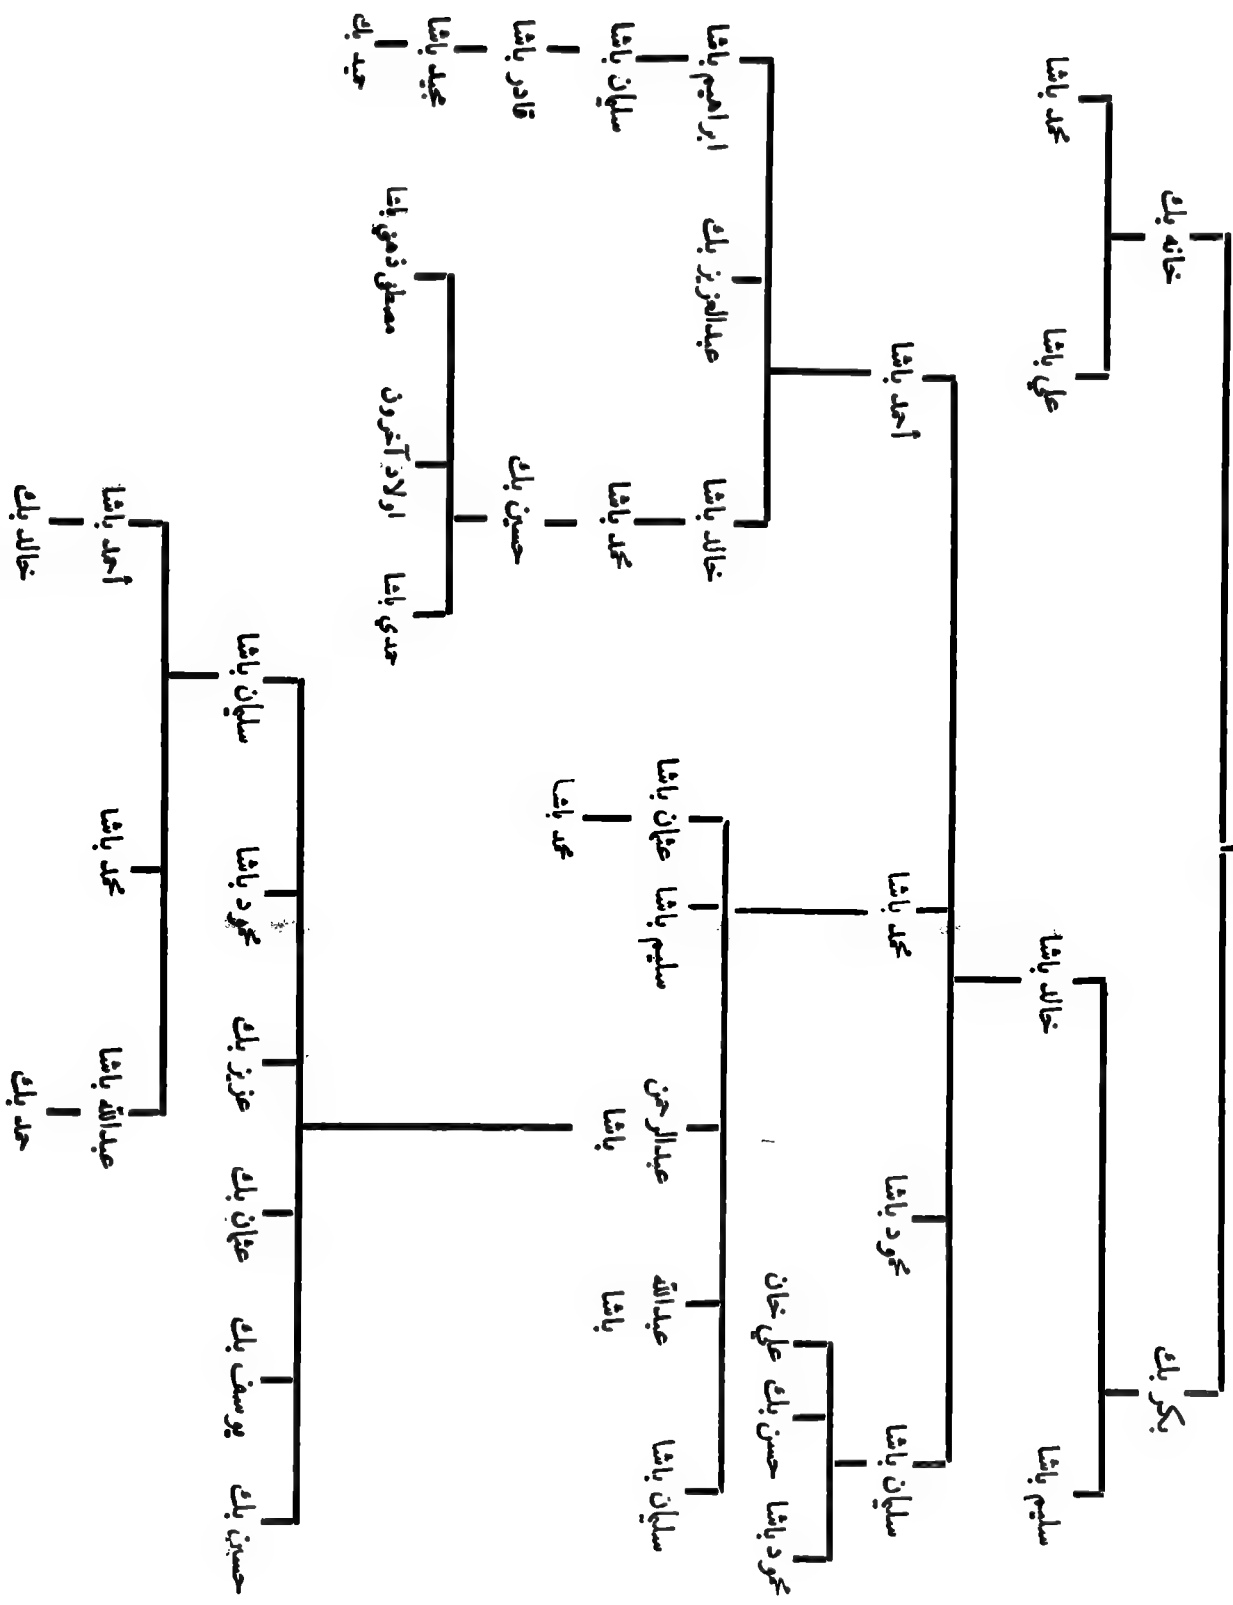 بكر بك
خانه بك
سليم باشا
خالد باشا
علي باشا
محمد باشا
سليمان باشا
محمود باشا
محمد باشا
أحمد باشا
محمود باشا
حسن بك
علي خان
خالد باشا
عبدالعزيز بك
ابراهيم باشا
سليمان باشا
عبدالله
باشا
عبدالرحمن
باشا
سليم باشا
عثمان باشا
محمد باشا
سليمان باشا
محمد باشا
حسين بك
قادر باشا
مجيد باشا
حمدي باشا
اولاد آخرون
مصطفى ذهني باشا
حميد بك
حسين بك
يوسف بك
عثمان بك
عزيز بك
محمود باشا
سليمان باشا
عبدالله باشا
محمد باشا
أحمد باشا
حمد بك
خالد بك